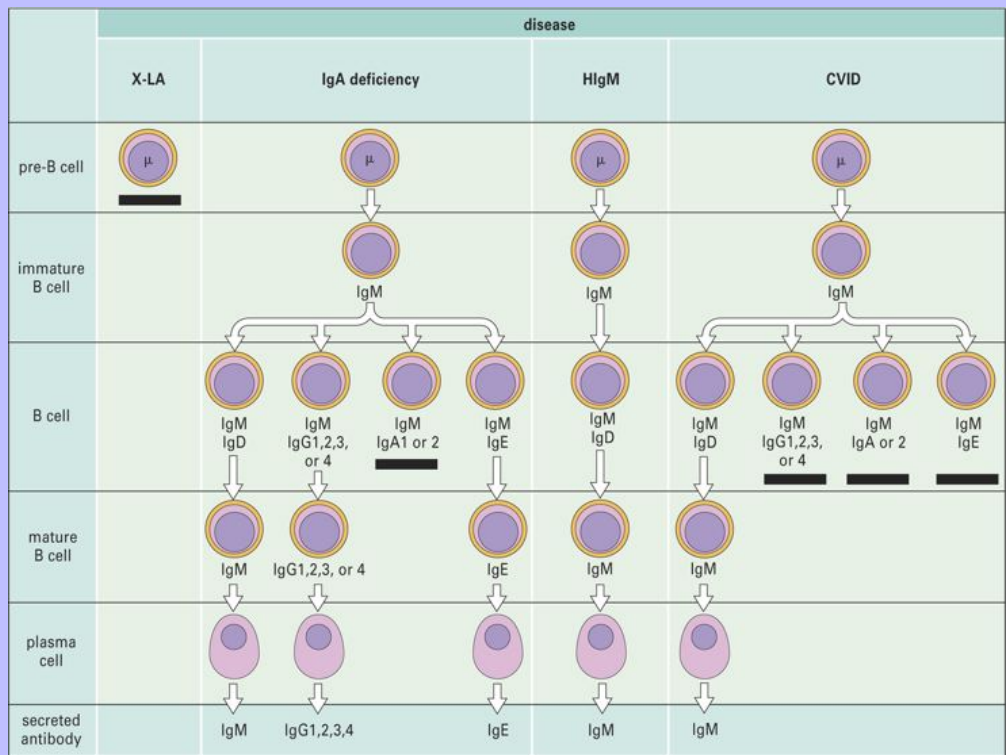 disease
X-LA IgA deficiency HIgM CVID
pre-B cell
μ μ μ μ
immature
B cell
IgM IgM IgM
B cell
IgM IgM IgM IgM IgM IgM IgM IgM IgM
IgD IgG1,2,3, IgA1 or 2 IgE IgD IgD IgG1,2,3, IgA or 2 IgE
or 4 or 4
mature
B cell
IgM IgG1,2,3, or 4 IgE IgM IgM
plasma
cell
secreted
antibody
IgM IgG1,2,3,4 IgE IgM IgM